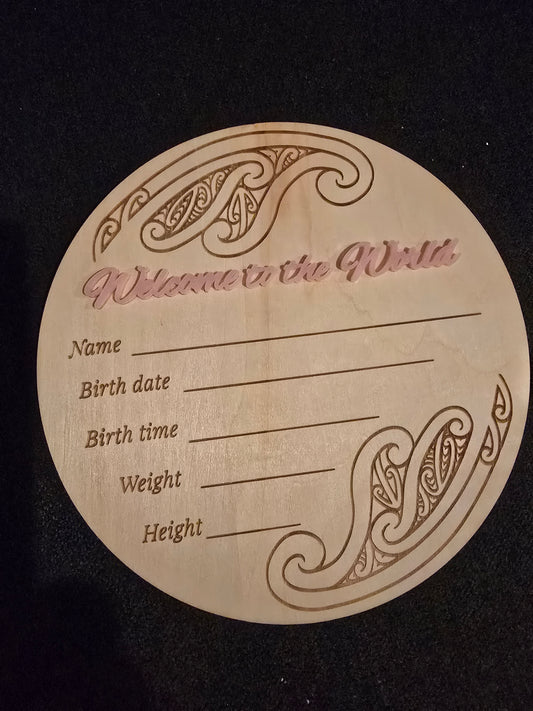 Welcome to the World
Name
Birth date
Birth time
Weight
Height